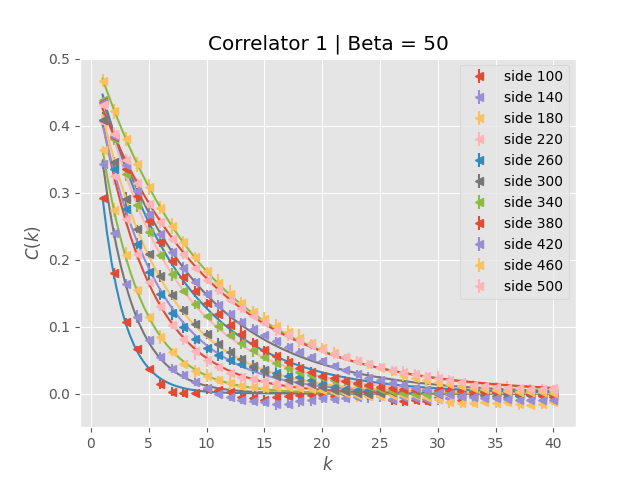 Correlator 1 | Beta = 50
C(k)
0.5
0.4
0.3
0.2
0.1
0.0
side 100
side 140
side 180
side 220
side 260
side 300
side 340
side 380
side 420
side 460
side 500
0 5 10 15 20 25 30 35 40
k